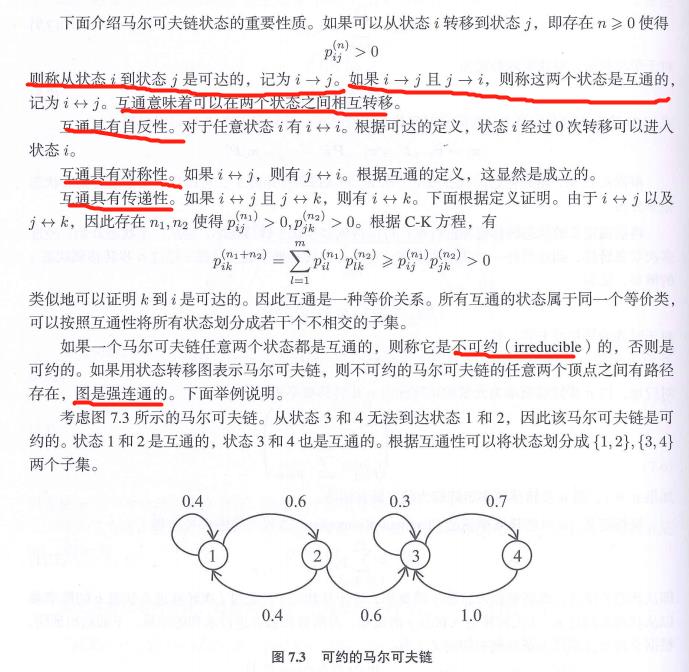 下面介绍马尔可夫链状态的重要性质。如果可以从状态 i 转移到状态 j，即存在 n ⩾ 0 使得
p_{ij}^{(n)} > 0
则称从状态 i 到状态 j 是可达的，记为 i → j。如果 i → j 且 j → i，则称这两个状态是互通的，
记为 i ↔ j。互通意味着可以在两个状态之间相互转移。
互通具有自反性。对于任意状态 i 有 i ↔ i。根据可达的定义，状态 i 经过 0 次转移可以进入
状态 i。
互通具有对称性。如果 i ↔ j，则有 j ↔ i。根据互通的定义，这显然是成立的。
互通具有传递性。如果 i ↔ j 且 j ↔ k，则有 i ↔ k。下面根据定义证明。由于 i ↔ j 以及
j ↔ k，因此存在 n₁, n₂ 使得 p_{ij}^{(n₁)} > 0, p_{jk}^{(n₂)} > 0。根据 C-K 方程，有
p_{ik}^{(n₁+n₂)} = \sum_{l=1}^{m} p_{il}^{(n₁)} p_{lk}^{(n₂)} ⩾ p_{ij}^{(n₁)} p_{jk}^{(n₂)} > 0
类似地可以证明 k 到 i 是可达的。因此互通是一种等价关系。所有互通的状态属于同一个等价类，
可以按照互通性将所有状态划分成若干个不相交的子集。
如果一个马尔可夫链任意两个状态都是互通的，则称它是不可约（irreducible）的，否则是
可约的。如果用状态转移图表示马尔可夫链，则不可约的马尔可夫链的任意两个顶点之间有路径
存在，图是强连通的。下面举例说明。
考虑图 7.3 所示的马尔可夫链。从状态 3 和 4 无法到达状态 1 和 2，因此该马尔可夫链是可
约的。状态 1 和 2 是互通的，状态 3 和 4 也是互通的。根据互通性可以将状态划分成 {1, 2}, {3, 4}
两个子集。
0.4 0.6 0.3 0.7
1 2 3 4
0.4 0.6 1.0
图 7.3 可约的马尔可夫链